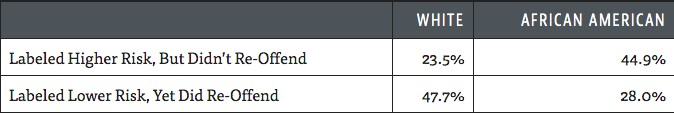 WHITE AFRICAN AMERICAN
Labeled Higher Risk, But Didn’t Re-Offend 23.5% 44.9%
Labeled Lower Risk, Yet Did Re-Offend 47.7% 28.0%